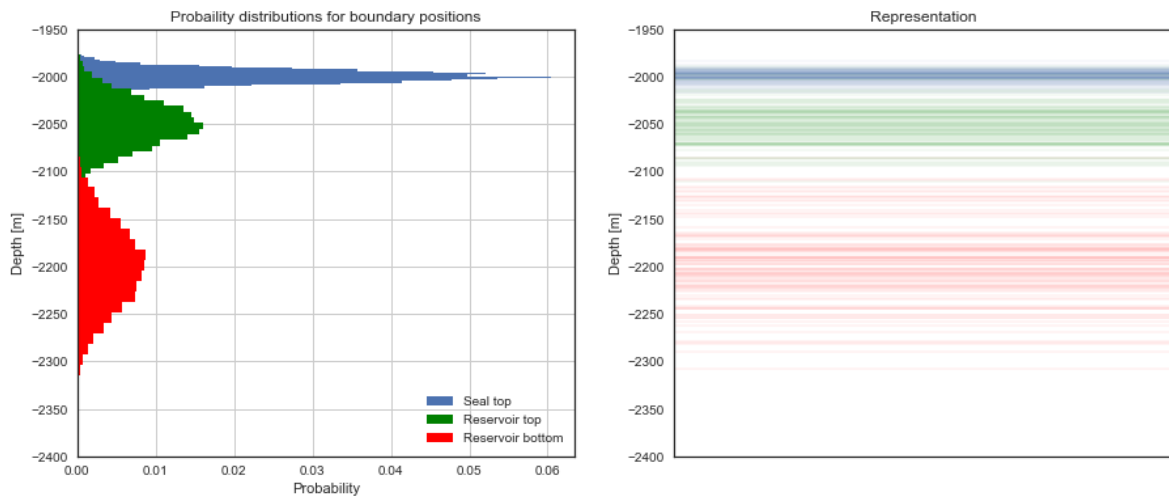 Probaility distributions for boundary positions
−1950
−2000
−2050
−2100
−2150
−2200
−2250
−2300
−2350
−2400
Depth [m]
0.00 0.01 0.02 0.03 0.04 0.05 0.06
Probability
Seal top
Reservoir top
Reservoir bottom
Representation
−1950
−2000
−2050
−2100
−2150
−2200
−2250
−2300
−2350
−2400
Depth [m]